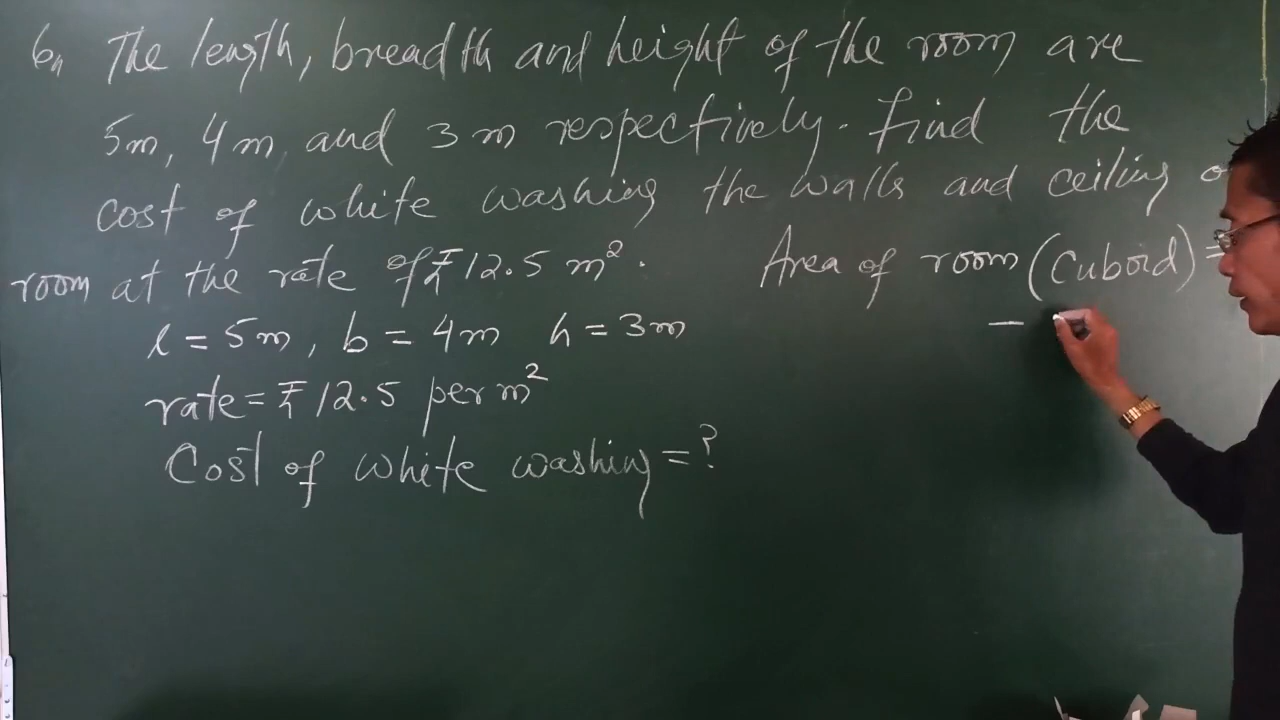 6, The length, breadth and height of the room are
5m, 4m and 3m respectively. Find the
cost of white washing the walls and ceiling
room at the rate of ₹12.5 m².
l = 5m, b = 4m h = 3m
rate = ₹12.5 per m²
Cost of white washing = ?
Area of room (Cuboid) =
—